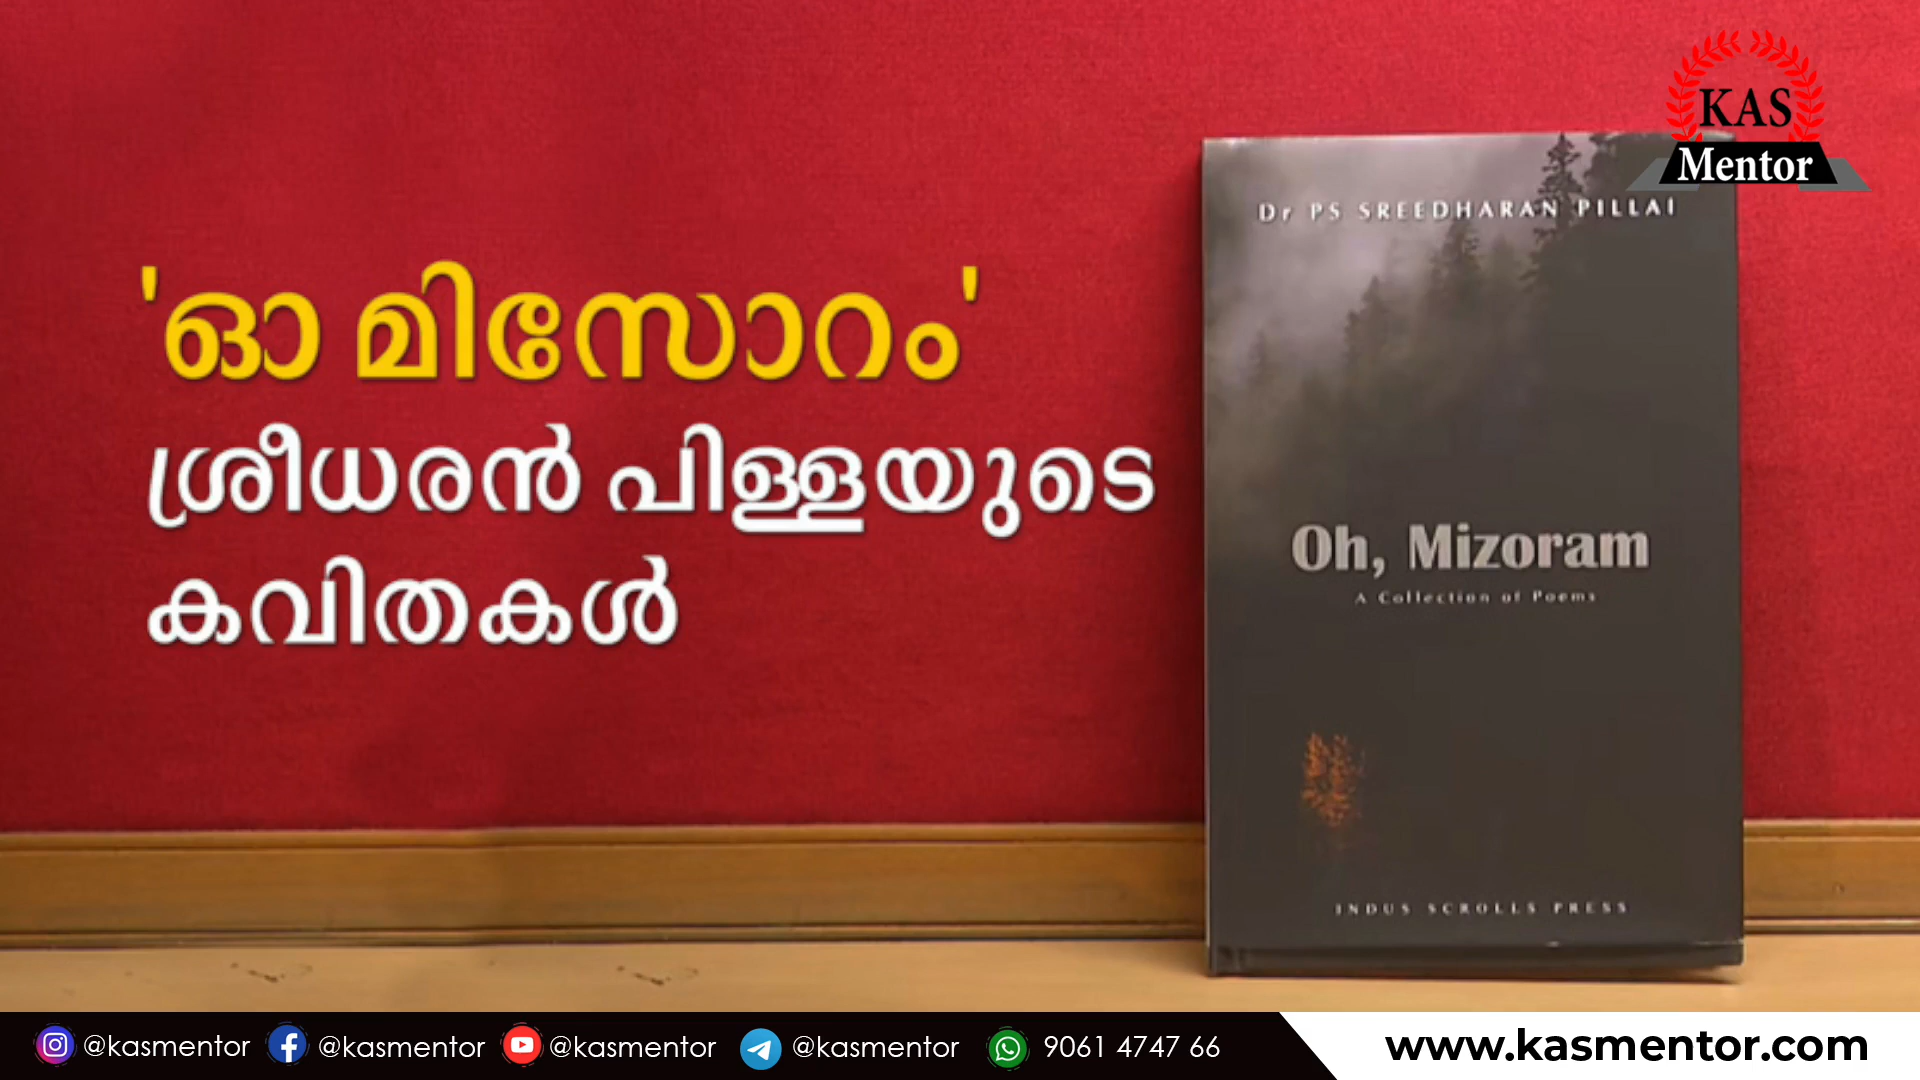 KAS
Mentor
'ഓ മിസോറം'
ശ്രീധരൻ പിള്ളയുടെ
കവിതകൾ
Dr PS SREEDHARAN PILLAI
Oh, Mizoram
A Collection of Poems
INDUS SCROLLS PRESS
@kasmentor @kasmentor @kasmentor @kasmentor 9061 4747 66
www.kasmentor.com